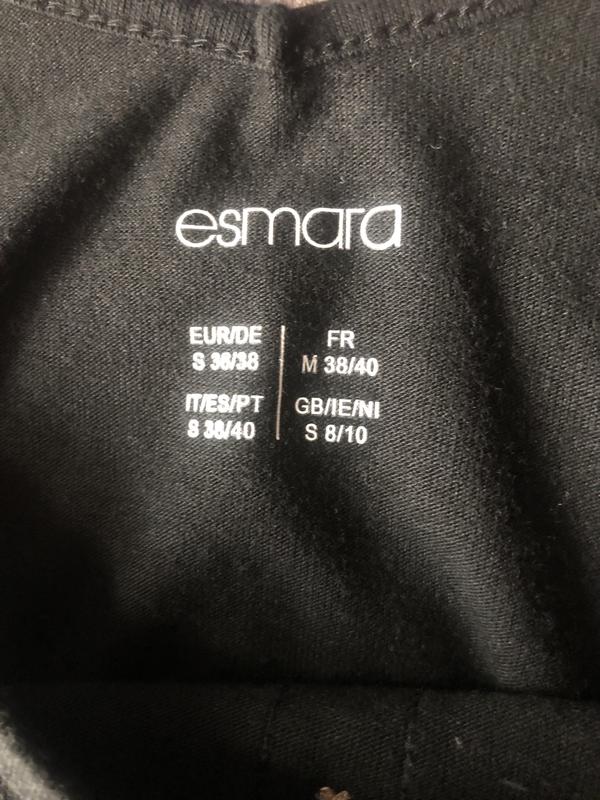 esmara
EUR/DE
S 36/38
FR
M 38/40
IT/ES/PT
S 38/40
GB/IE/NI
S 8/10